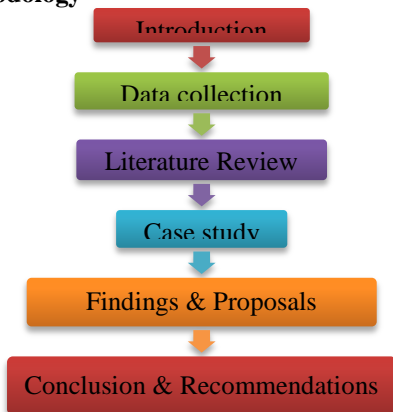 Introduction
Data collection
Literature Review
Case study
Findings & Proposals
Conclusion & Recommendations